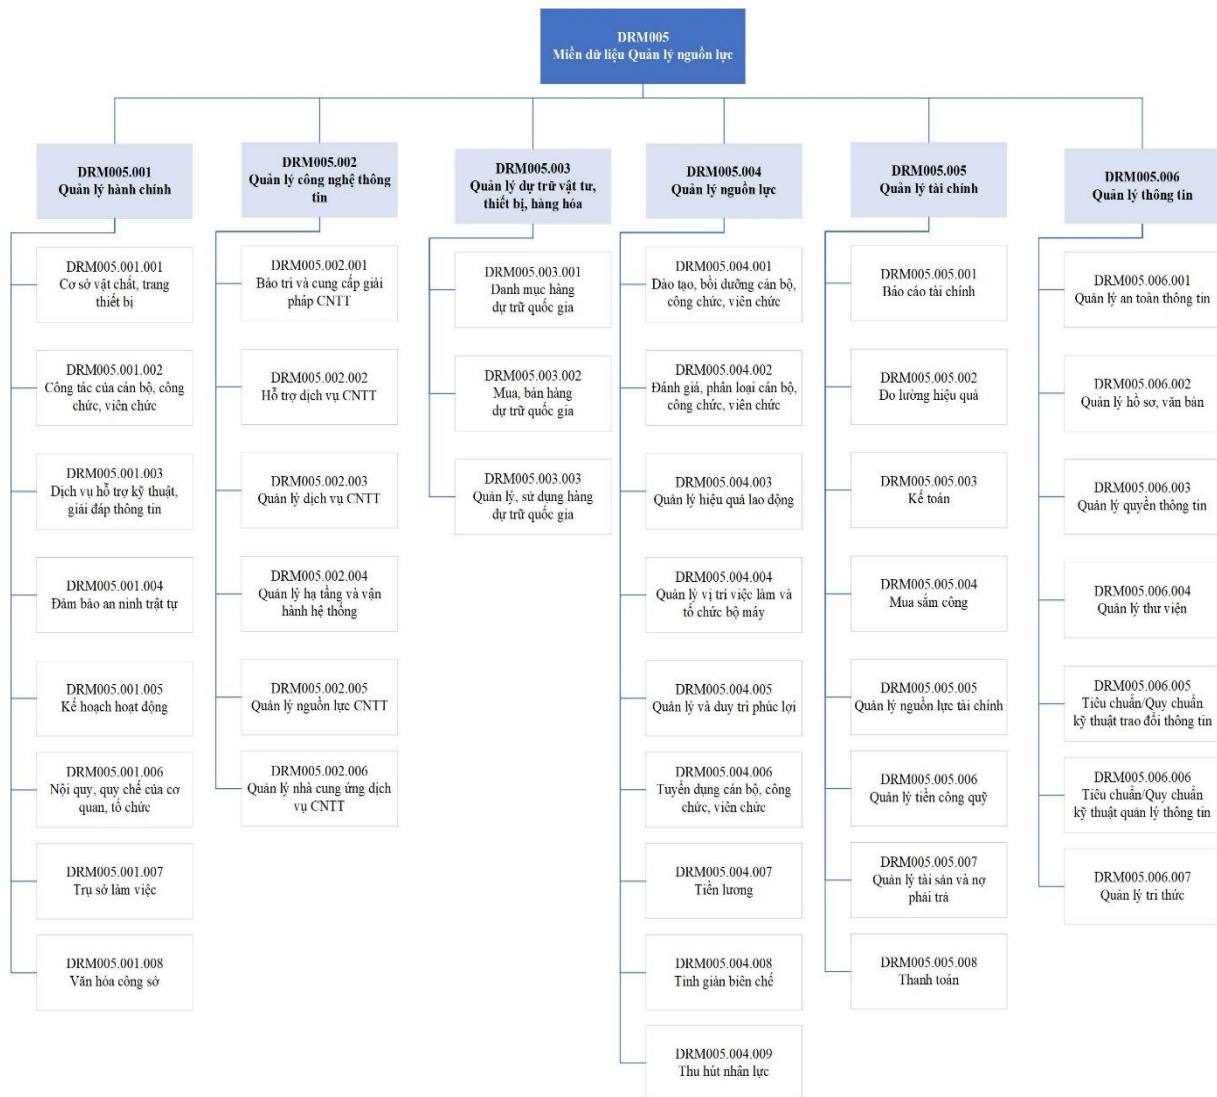 DRM005
Miền dữ liệu Quản lý nguồn lực
DRM005.001
Quản lý hành chính
DRM005.001.001
Cơ sở vật chất, trang
thiết bị
DRM005.001.002
Công tác của cán bộ, công
chức, viên chức
DRM005.001.003
Dịch vụ hỗ trợ kỹ thuật,
giải đáp thông tin
DRM005.001.004
Đảm bảo an ninh trật tự
DRM005.001.005
Kế hoạch hoạt động
DRM005.001.006
Nội quy, quy chế của cơ
quan, tổ chức
DRM005.001.007
Trụ sở làm việc
DRM005.001.008
Văn hóa công sở
DRM005.002
Quản lý công nghệ thông
tin
DRM005.002.001
Bảo trì và cung cấp giải
pháp CNTT
DRM005.002.002
Hỗ trợ dịch vụ CNTT
DRM005.002.003
Quản lý dịch vụ CNTT
DRM005.002.004
Quản lý hạ tầng và vận
hành hệ thống
DRM005.002.005
Quản lý nguồn lực CNTT
DRM005.002.006
Quản lý nhà cung ứng dịch
vụ CNTT
DRM005.003
Quản lý dự trữ vật tư,
thiết bị, hàng hóa
DRM005.003.001
Danh mục hàng
dự trữ quốc gia
DRM005.003.002
Mua, bán hàng
dự trữ quốc gia
DRM005.003.003
Quản lý, sử dụng hàng
dự trữ quốc gia
DRM005.004
Quản lý nguồn lực
DRM005.004.001
Đào tạo, bồi dưỡng cán bộ,
công chức, viên chức
DRM005.004.002
Đánh giá, phân loại cán bộ,
công chức, viên chức
DRM005.004.003
Quản lý hiệu quả lao động
DRM005.004.004
Quản lý vị trí việc làm và
tổ chức bộ máy
DRM005.004.005
Quản lý và duy trì phúc lợi
DRM005.004.006
Tuyển dụng cán bộ, công
chức, viên chức
DRM005.004.007
Tiền lương
DRM005.004.008
Tinh giản biên chế
DRM005.004.009
Thu hút nhân lực
DRM005.005
Quản lý tài chính
DRM005.005.001
Báo cáo tài chính
DRM005.005.002
Đo lường hiệu quả
DRM005.005.003
Kế toán
DRM005.005.004
Mua sắm công
DRM005.005.005
Quản lý nguồn lực tài chính
DRM005.005.006
Quản lý tiền công quỹ
DRM005.005.007
Quản lý tài sản và nợ
phải trả
DRM005.005.008
Thanh toán
DRM005.006
Quản lý thông tin
DRM005.006.001
Quản lý an toàn thông tin
DRM005.006.002
Quản lý hồ sơ, văn bản
DRM005.006.003
Quản lý quyền thông tin
DRM005.006.004
Quản lý thư viện
DRM005.006.005
Tiêu chuẩn/Quy chuẩn
kỹ thuật trao đổi thông tin
DRM005.006.006
Tiêu chuẩn/Quy chuẩn
kỹ thuật quản lý thông tin
DRM005.006.007
Quản lý tri thức